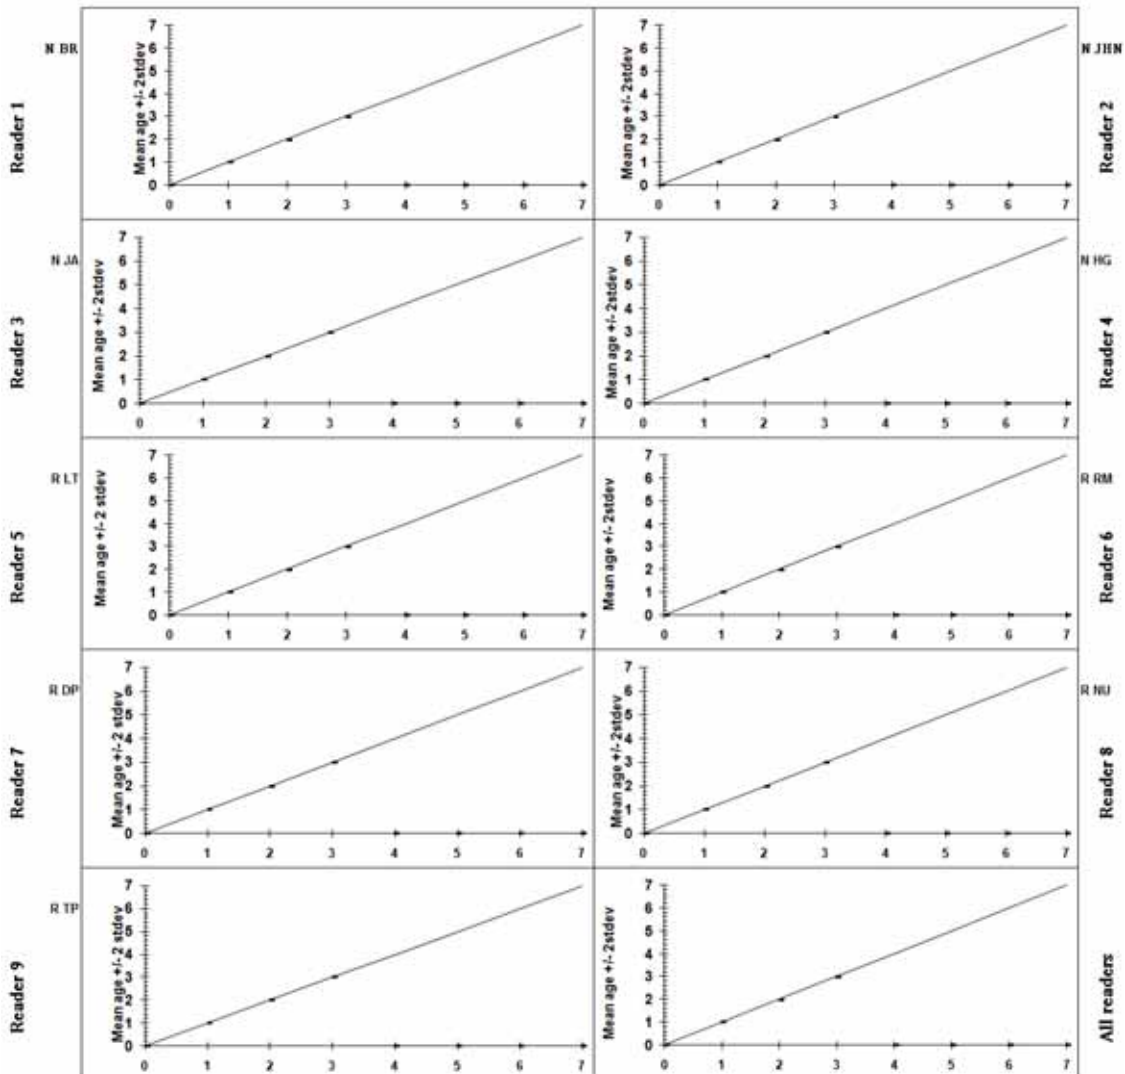 N BR
Reader 1
Mean age +/- 2stdev
7
6
5
4
3
2
1
0
0 1 2 3 4 5 6 7
N JHN
Reader 2
Mean age +/- 2stdev
7
6
5
4
3
2
1
0
0 1 2 3 4 5 6 7
N JA
Reader 3
Mean age +/- 2stdev
7
6
5
4
3
2
1
0
0 1 2 3 4 5 6 7
N HG
Reader 4
Mean age +/- 2stdev
7
6
5
4
3
2
1
0
0 1 2 3 4 5 6 7
R LT
Reader 5
Mean age +/- 2 stdev
7
6
5
4
3
2
1
0
0 1 2 3 4 5 6 7
R RM
Reader 6
Mean age +/- 2stdev
7
6
5
4
3
2
1
0
0 1 2 3 4 5 6 7
R DP
Reader 7
Mean age +/- 2 stdev
7
6
5
4
3
2
1
0
0 1 2 3 4 5 6 7
R NU
Reader 8
Mean age +/- 2stdev
7
6
5
4
3
2
1
0
0 1 2 3 4 5 6 7
R TP
Reader 9
Mean age +/- 2 stdev
7
6
5
4
3
2
1
0
0 1 2 3 4 5 6 7
All readers
Mean age +/- 2stdev
7
6
5
4
3
2
1
0
0 1 2 3 4 5 6 7